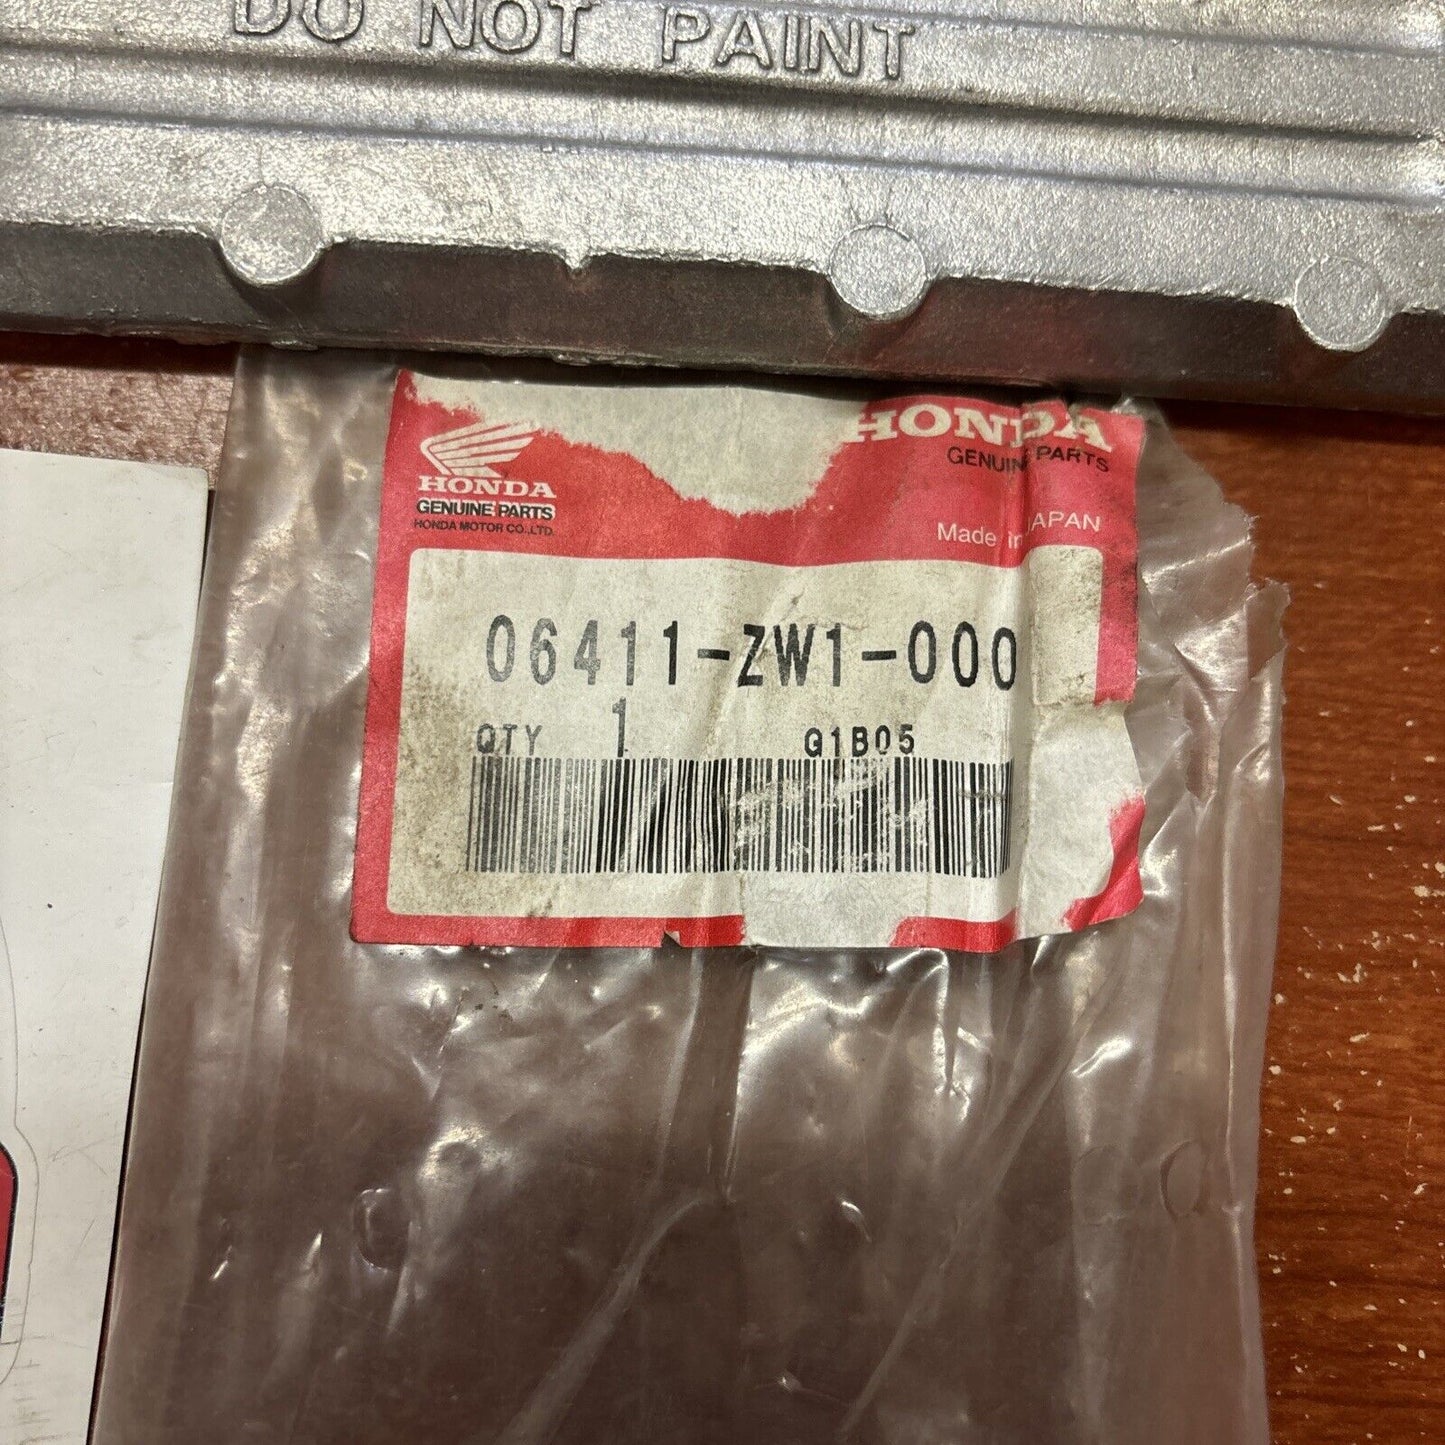 DO NOT PAINT
HONDA
GENUINE PARTS
HONDA
GENUINE PARTS
HONDA MOTOR CO.,LTD.
Made in JAPAN
06411-ZW1-000
QTY 1 G1B05